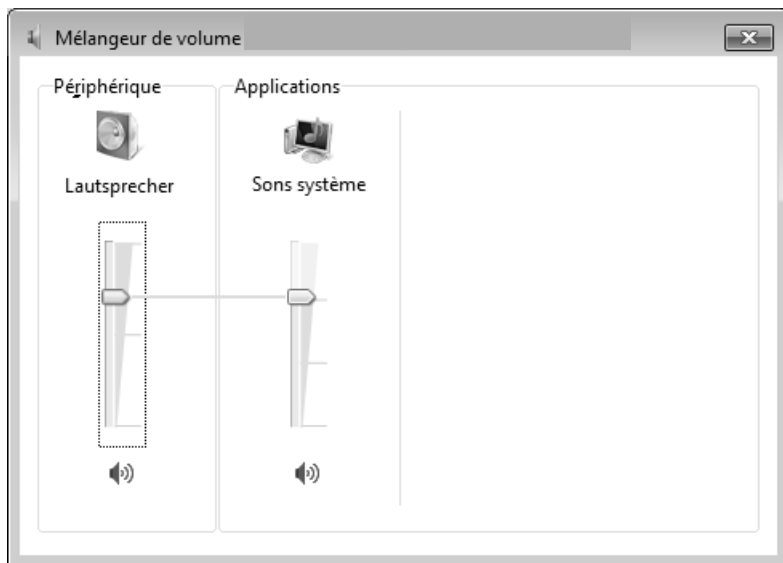 Mélangeur de volume
Périphérique
Applications
Lautsprecher
Sons système